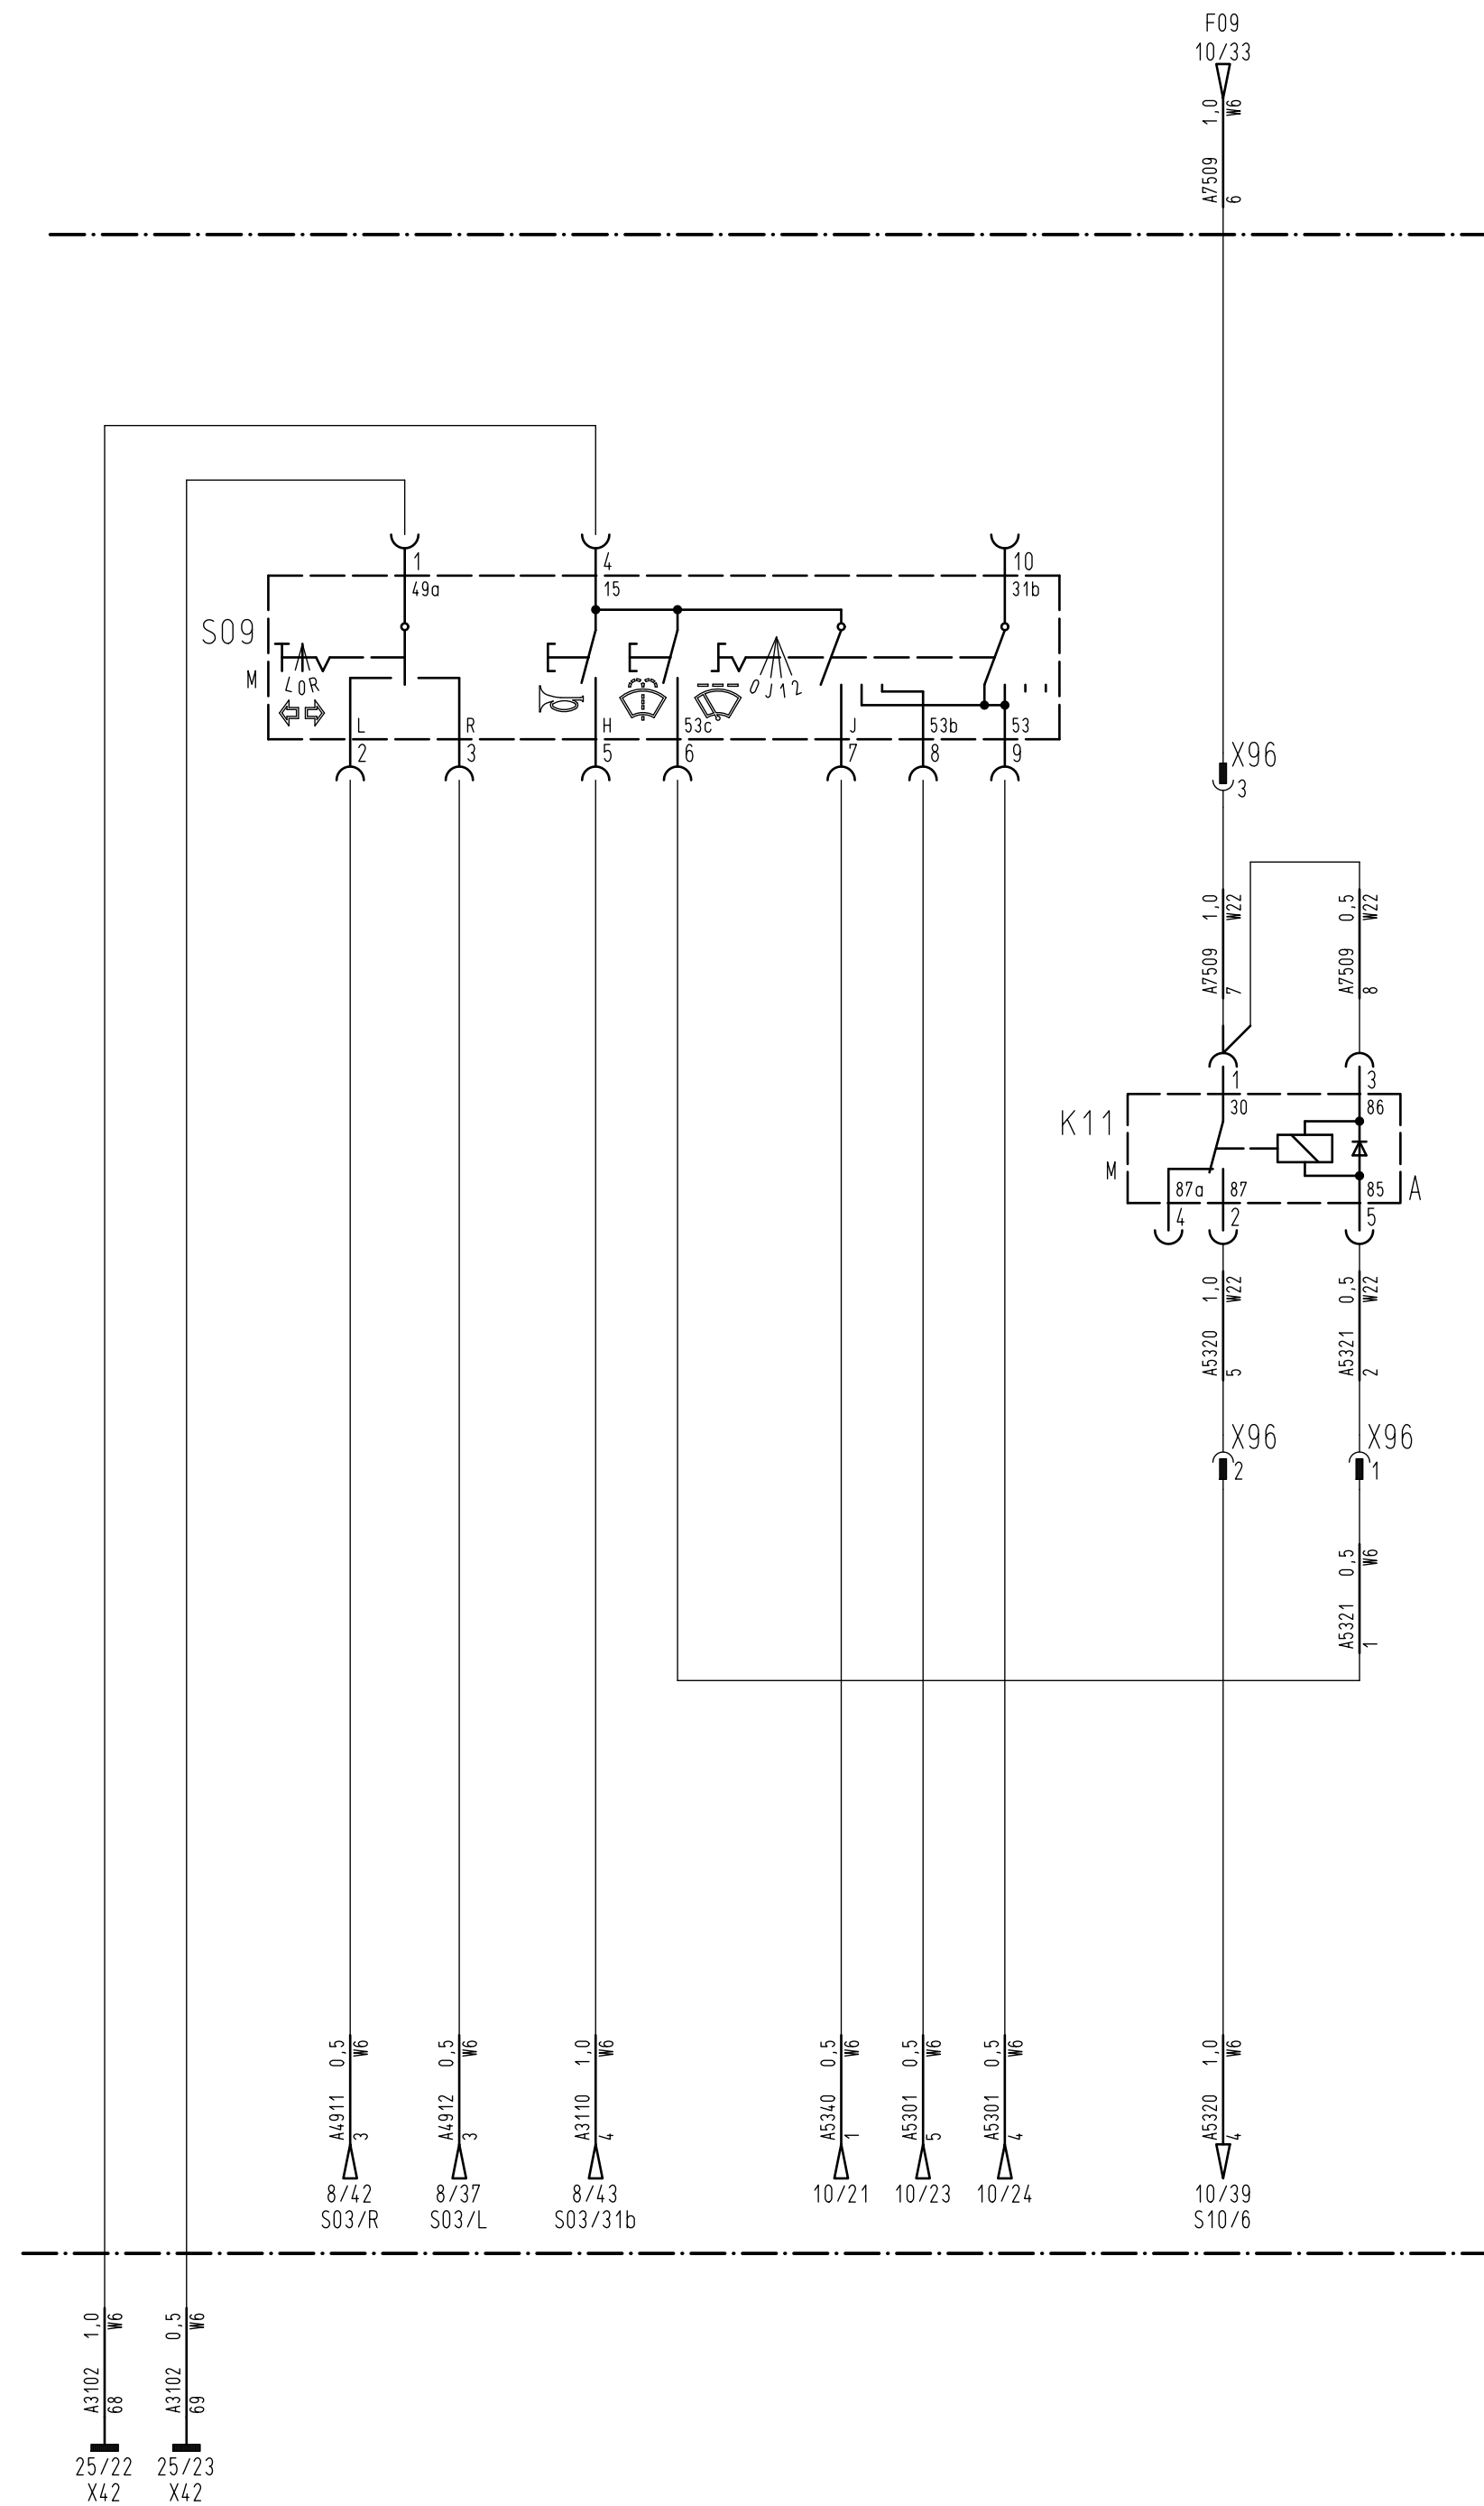 F09
10/33
A7509 1,0
6 W6
S09
M
1
49a
4
15
10
31b
L 0 R
0 J 1 2
L
2
R
3
H
5
53c
6
J
7
53b
8
53
9
X96
3
A7509 1,0
7 W22
A7509 0,5
8 W22
K11
M
A
1
30
3
86
87a
4
87
2
85
5
A5320 1,0
5 W22
A5321 0,5
2 W22
X96
2
X96
1
A5321 0,5
1 W6
A4911 0,5
3 W6
A4912 0,5
3 W6
A3110 1,0
4 W6
A5340 0,5
1 W6
A5301 0,5
5 W6
A5301 0,5
4 W6
A5320 1,0
4 W6
8/42
S03/R
8/37
S03/L
8/43
S03/31b
10/21
10/23
10/24
10/39
S10/6
A3102 1,0
68 W6
A3102 0,5
69 W6
25/22
X42
25/23
X42